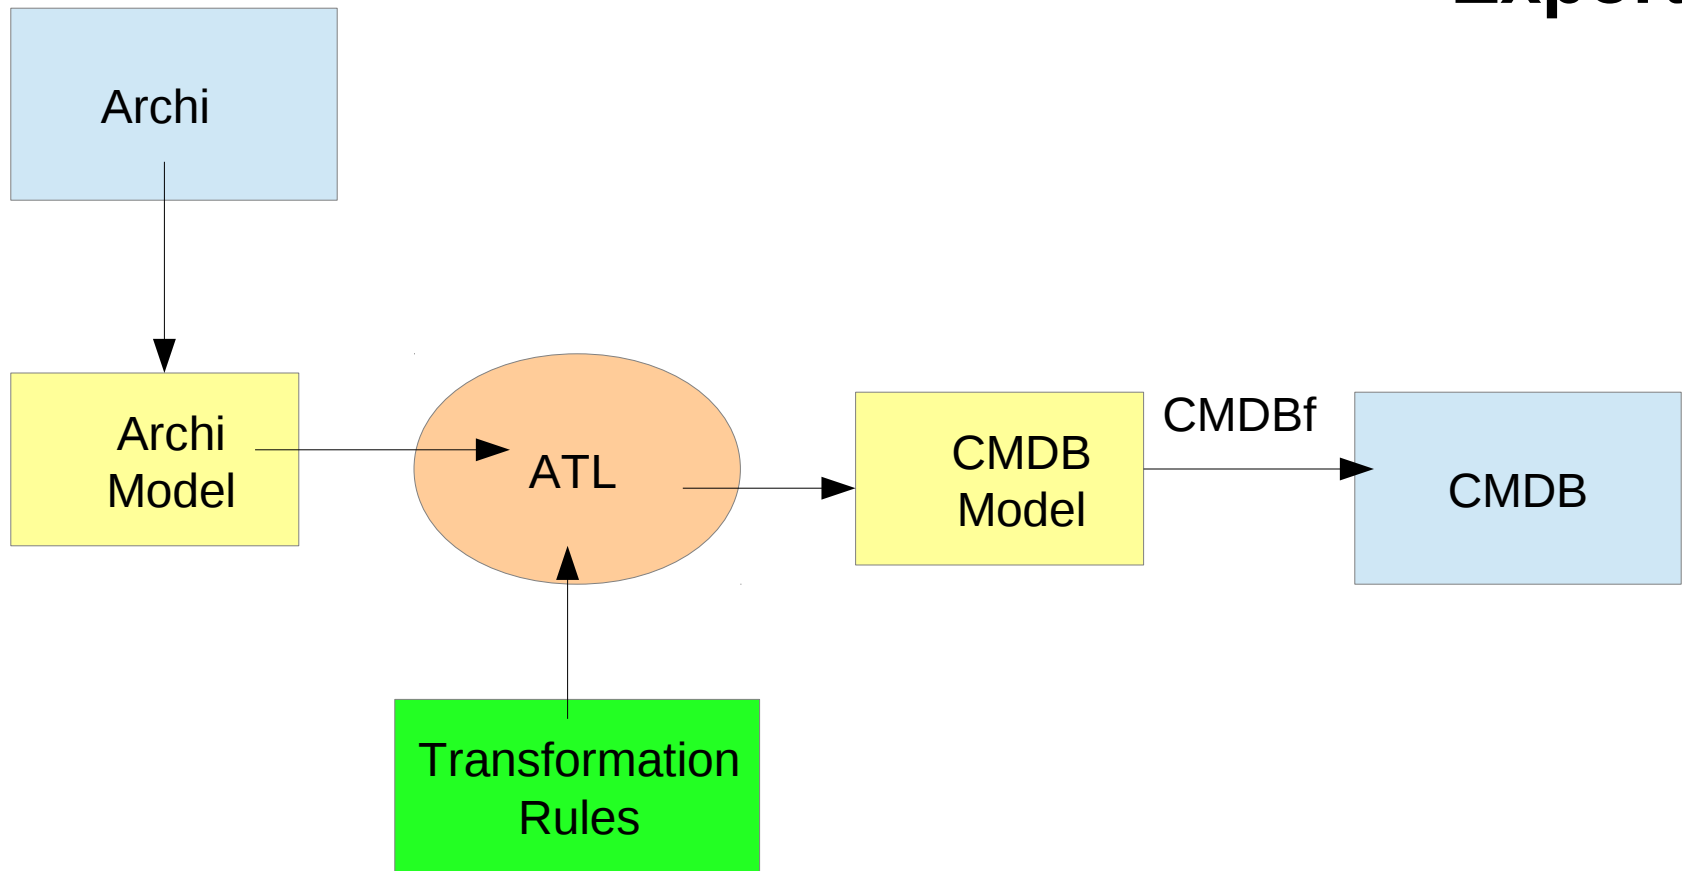 Archi
Archi
Model
ATL
CMDB
Model
CMDBf
CMDB
Transformation
Rules